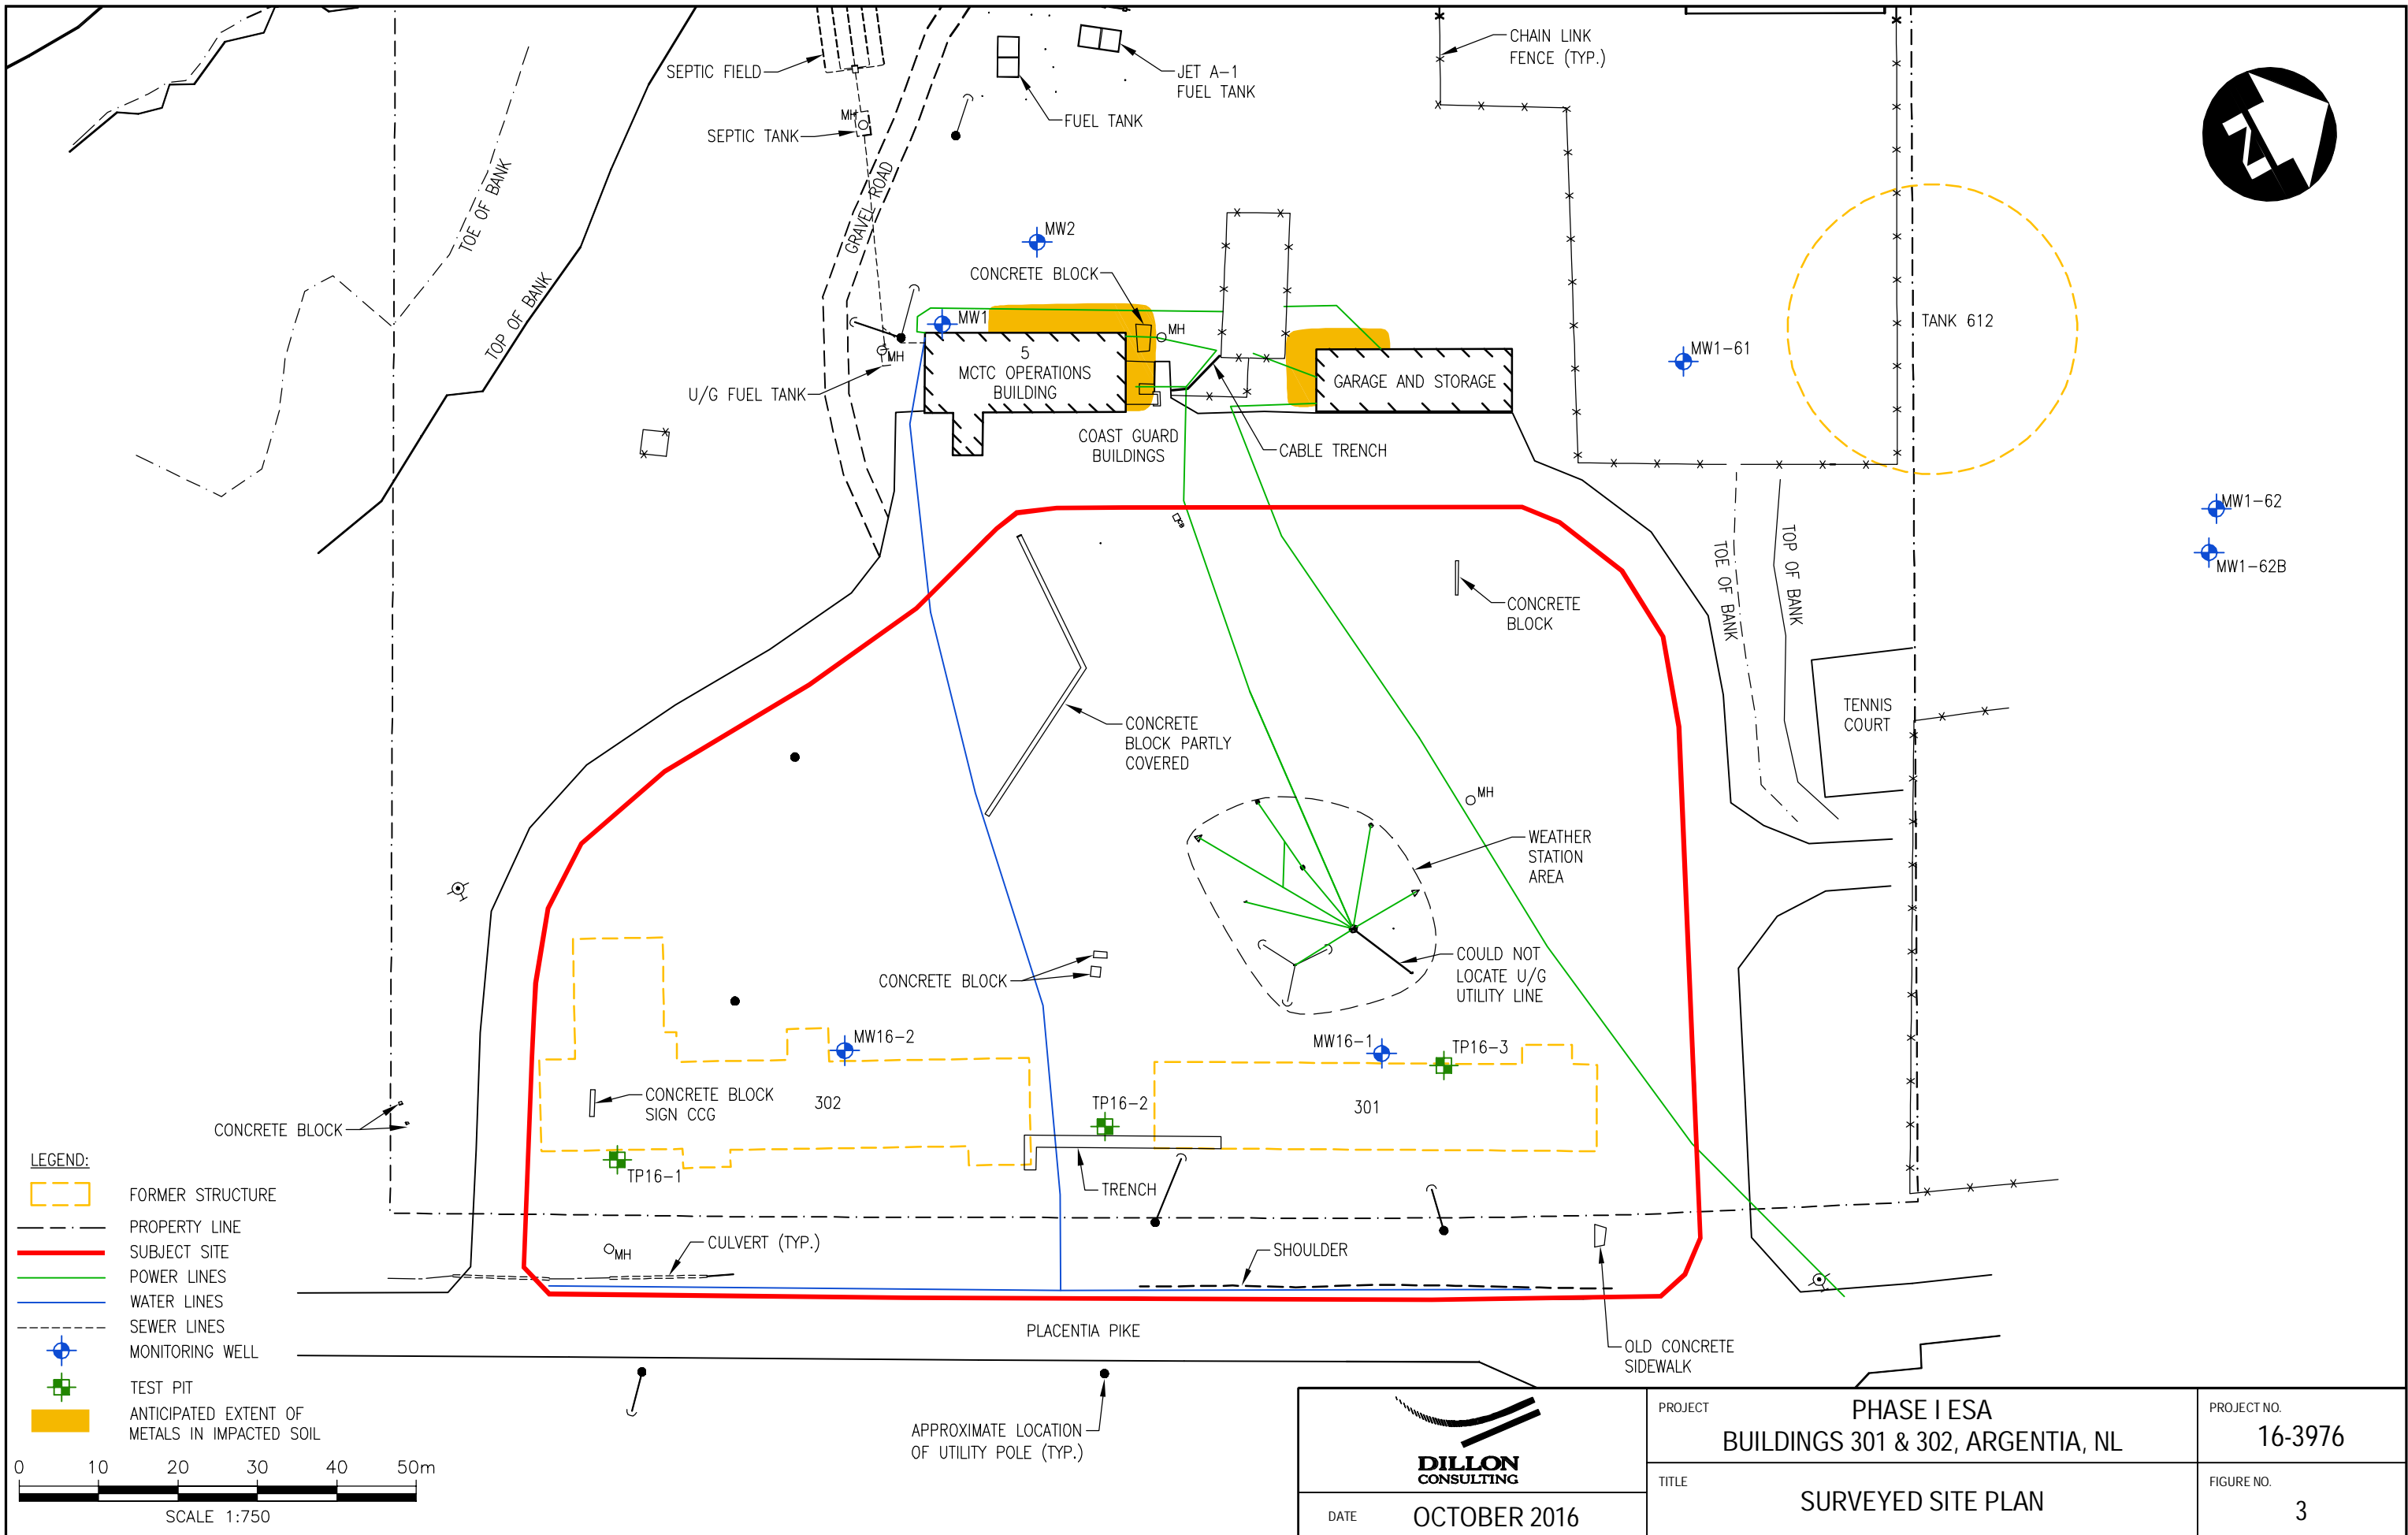 SEPTIC FIELD
SEPTIC TANK
MH
GRAVEL ROAD
FUEL TANK
JET A-1
FUEL TANK
CHAIN LINK
FENCE (TYP.)
N
TOE OF BANK
TOP OF BANK
MW2
CONCRETE BLOCK
MH
MW1
MH
U/G FUEL TANK
5
MCTC OPERATIONS
BUILDING
COAST GUARD
BUILDINGS
GARAGE AND STORAGE
CABLE TRENCH
MW1-61
TANK 612
MW1-62
MW1-62B
TOE OF BANK
TOP OF BANK
CONCRETE
BLOCK
TENNIS
COURT
CONCRETE
BLOCK PARTLY
COVERED
MH
WEATHER
STATION
AREA
COULD NOT
LOCATE U/G
UTILITY LINE
CONCRETE BLOCK
MW16-2
MW16-1
TP16-3
CONCRETE BLOCK
SIGN CCG
302
TP16-2
301
CONCRETE BLOCK
TP16-1
TRENCH
MH
CULVERT (TYP.)
SHOULDER
PLACENTIA PIKE
OLD CONCRETE
SIDEWALK
APPROXIMATE LOCATION
OF UTILITY POLE (TYP.)
LEGEND:
FORMER STRUCTURE
PROPERTY LINE
SUBJECT SITE
POWER LINES
WATER LINES
SEWER LINES
MONITORING WELL
TEST PIT
ANTICIPATED EXTENT OF
METALS IN IMPACTED SOIL
0 10 20 30 40 50m
SCALE 1:750
DILLON
CONSULTING
DATE OCTOBER 2016
PROJECT PHASE I ESA
BUILDINGS 301 & 302, ARGENTIA, NL
TITLE SURVEYED SITE PLAN
PROJECT NO.
16-3976
FIGURE NO.
3